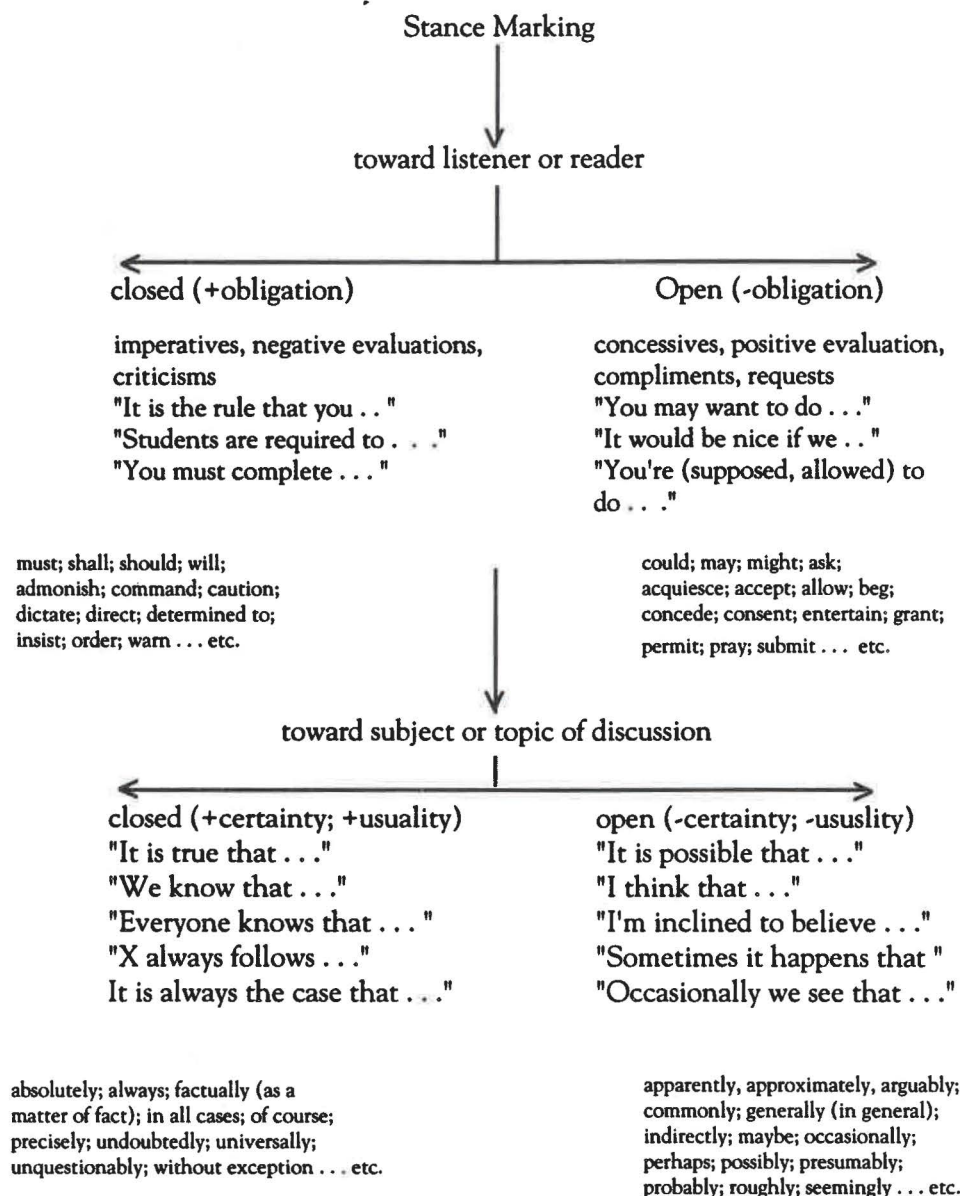 Stance Marking
toward listener or reader
closed (+obligation)
imperatives, negative evaluations,
criticisms
"It is the rule that you . . "
"Students are required to . . ."
"You must complete . . . "
must; shall; should; will;
admonish; command; caution;
dictate; direct; determined to;
insist; order; warn . . . etc.
Open (-obligation)
concessives, positive evaluation,
compliments, requests
"You may want to do . . ."
"It would be nice if we . . "
"You're (supposed, allowed) to
do . . ."
could; may; might; ask;
acquiesce; accept; allow; beg;
concede; consent; entertain; grant;
permit; pray; submit . . . etc.
toward subject or topic of discussion
closed (+certainty; +usuality)
"It is true that . . ."
"We know that . . ."
"Everyone knows that . . . "
"X always follows . . ."
It is always the case that . . ."
absolutely; always; factually (as a
matter of fact); in all cases; of course;
precisely; undoubtedly; universally;
unquestionably; without exception . . . etc.
open (-certainty; -ususlity)
"It is possible that . . ."
"I think that . . ."
"I'm inclined to believe . . ."
"Sometimes it happens that "
"Occasionally we see that . . ."
apparently, approximately, arguably;
commonly; generally (in general);
indirectly; maybe; occasionally;
perhaps; possibly; presumably;
probably; roughly; seemingly . . . etc.